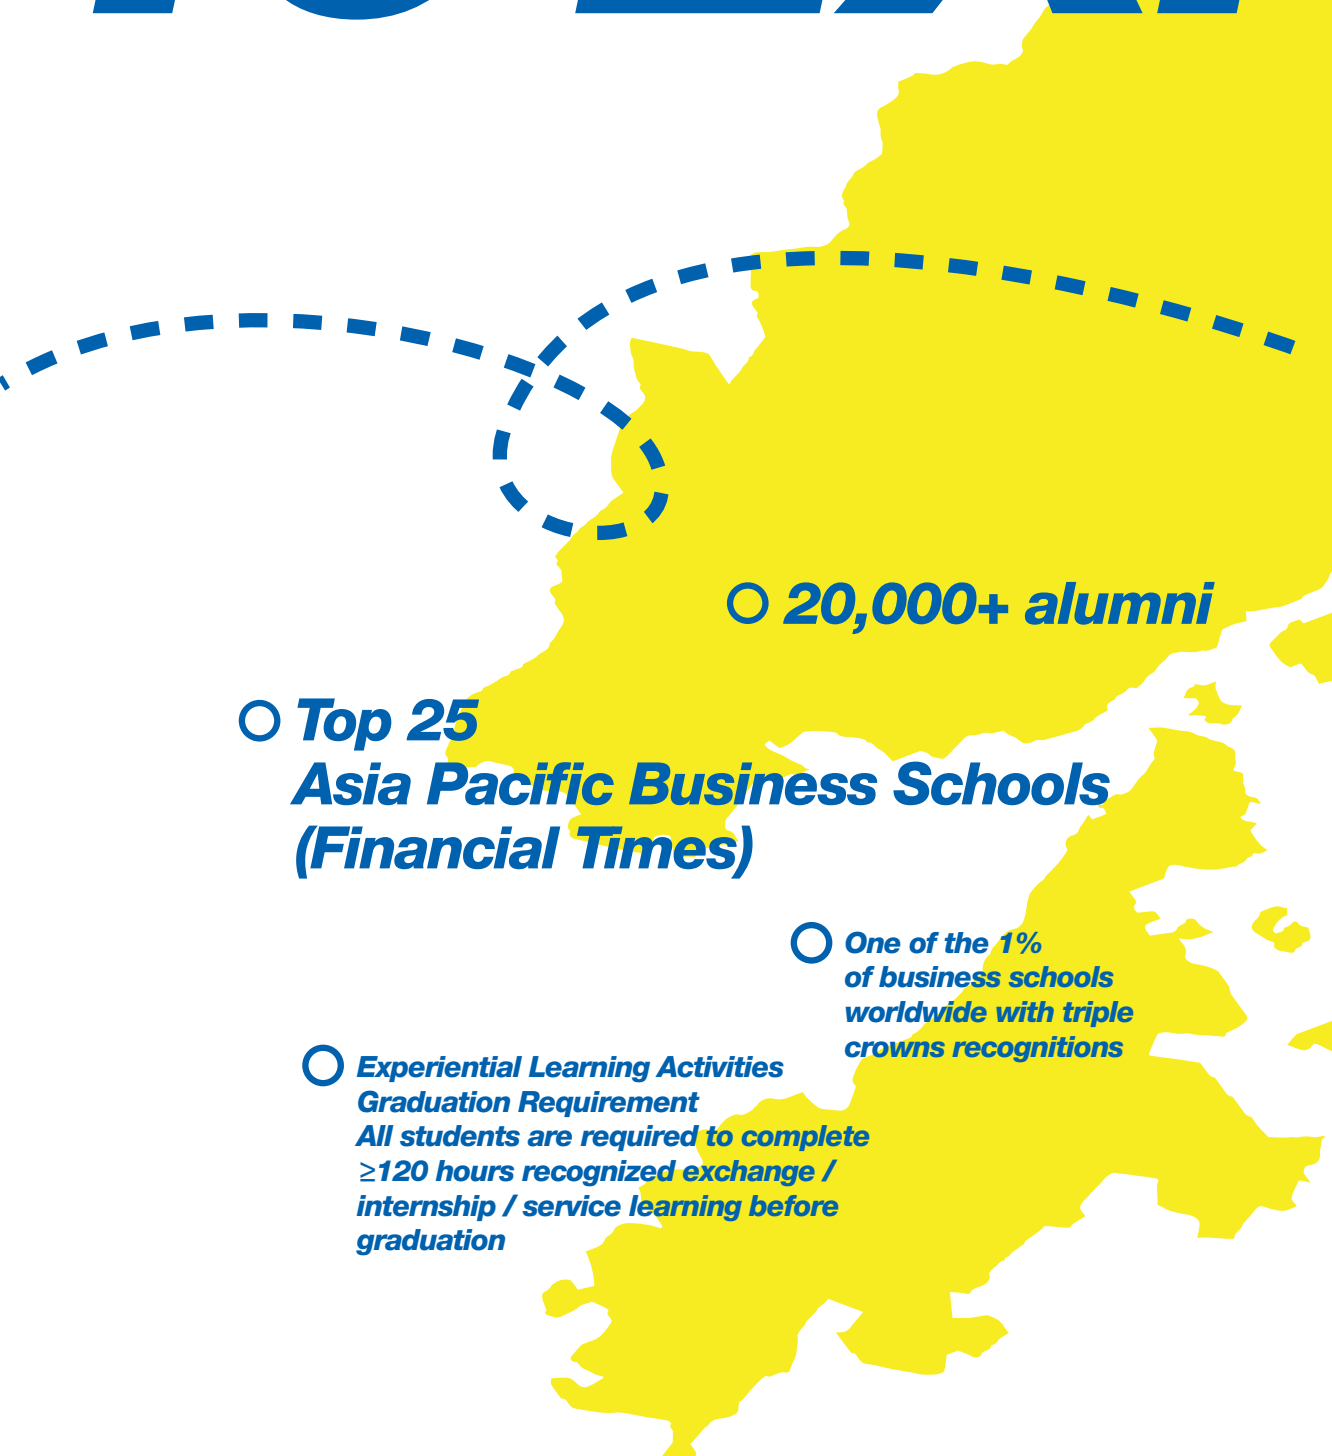 20,000+ alumni
Top 25
Asia Pacific Business Schools
(Financial Times)
One of the 1%
of business schools
worldwide with triple
crowns recognitions
Experiential Learning Activities
Graduation Requirement
All students are required to complete
≥120 hours recognized exchange /
internship / service learning before
graduation